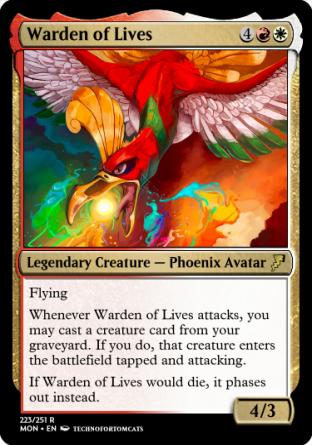 Warden of Lives 4
Legendary Creature — Phoenix Avatar
Flying
Whenever Warden of Lives attacks, you
may cast a creature card from your
graveyard. If you do, that creature enters
the battlefield tapped and attacking.
If Warden of Lives would die, it phases
out instead.
4/3
223/251 R
MON • EN TECHNOFORTOMCATS